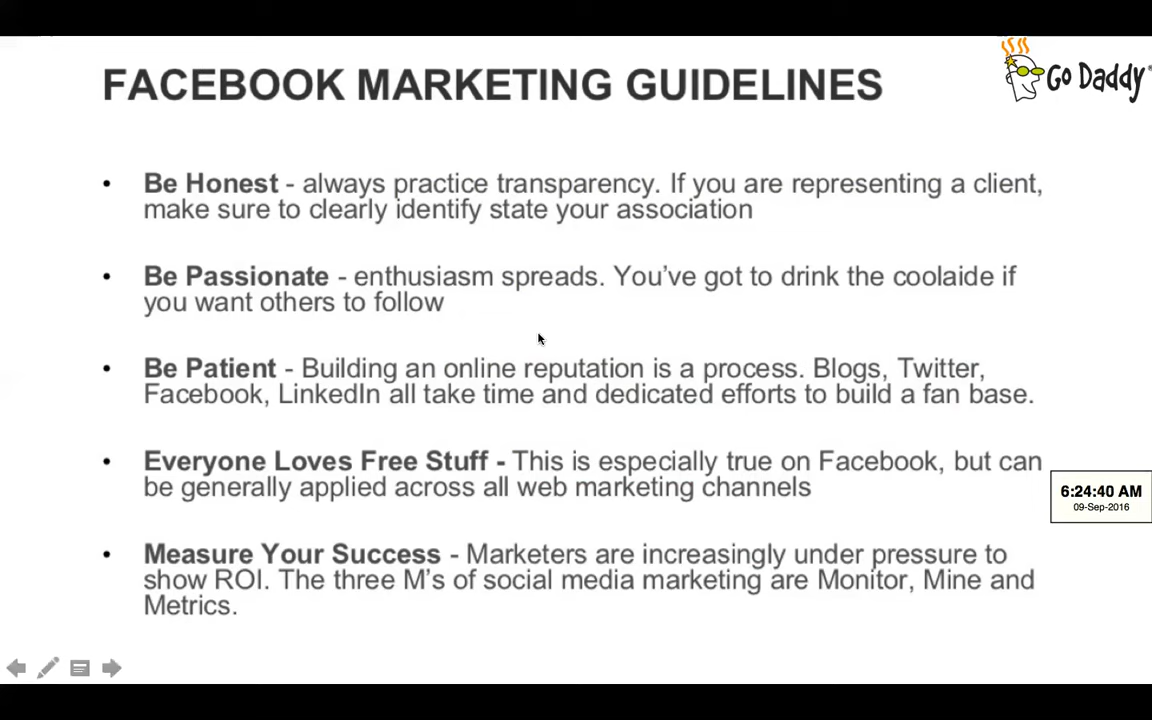 FACEBOOK MARKETING GUIDELINES
Go Daddy®
• Be Honest - always practice transparency. If you are representing a client,
make sure to clearly identify state your association
• Be Passionate - enthusiasm spreads. You've got to drink the coolaide if
you want others to follow
• Be Patient - Building an online reputation is a process. Blogs, Twitter,
Facebook, LinkedIn all take time and dedicated efforts to build a fan base.
• Everyone Loves Free Stuff - This is especially true on Facebook, but can
be generally applied across all web marketing channels
6:24:40 AM
09-Sep-2016
• Measure Your Success - Marketers are increasingly under pressure to
show ROI. The three M's of social media marketing are Monitor, Mine and
Metrics.